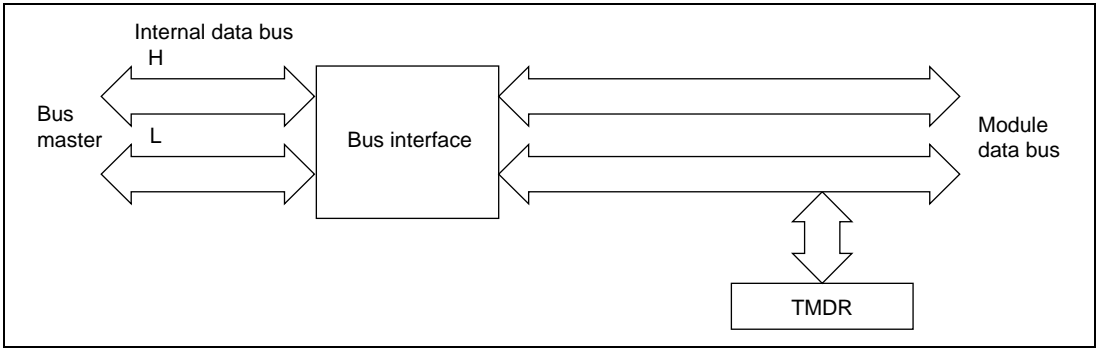 Internal data bus
H
Bus
master
L
Bus interface
Module
data bus
TMDR